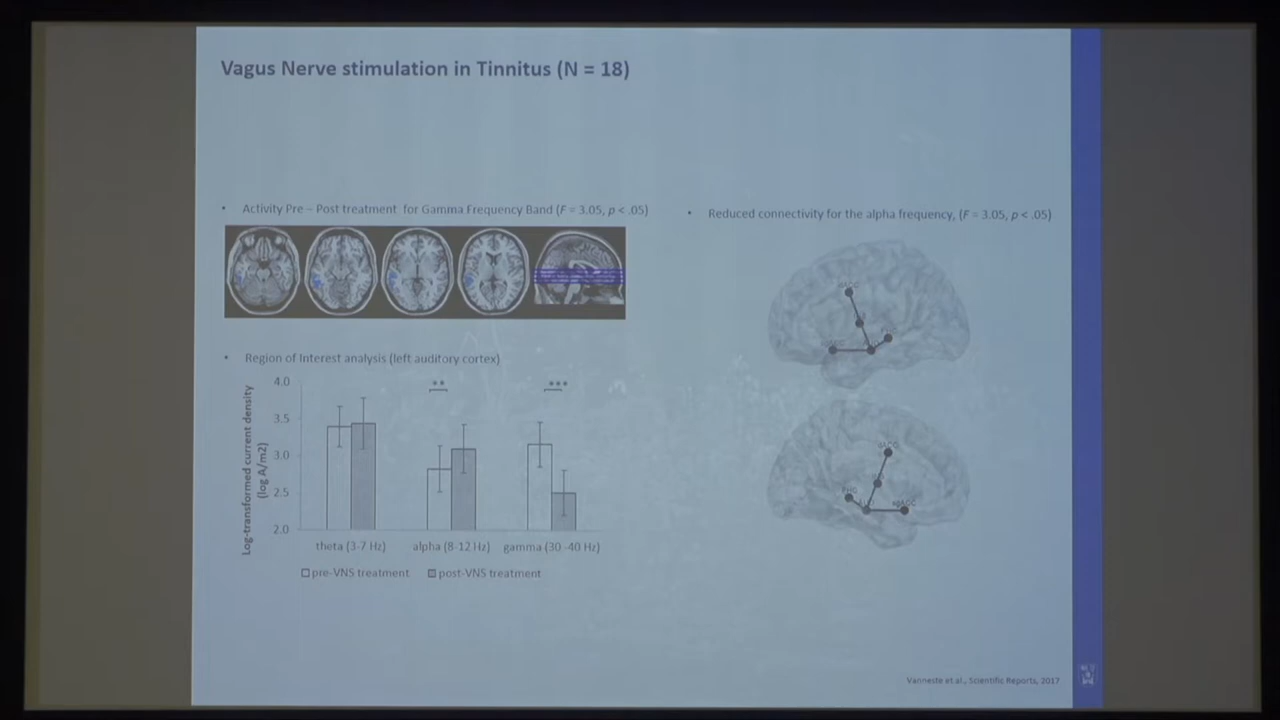 Vagus Nerve stimulation in Tinnitus (N = 18)
• Activity Pre – Post treatment for Gamma Frequency Band (F = 3.05, p < .05)
• Reduced connectivity for the alpha frequency, (F = 3.05, p < .05)
• Region of Interest analysis (left auditory cortex)
Log-transformed current density
(log A/m2)
4.0
3.5
3.0
2.5
2.0
** ***
theta (3-7 Hz) alpha (8-12 Hz) gamma (30 -40 Hz)
pre-VNS treatment post-VNS treatment
dACC
PHC
Vanneste et al., Scientific Reports, 2017